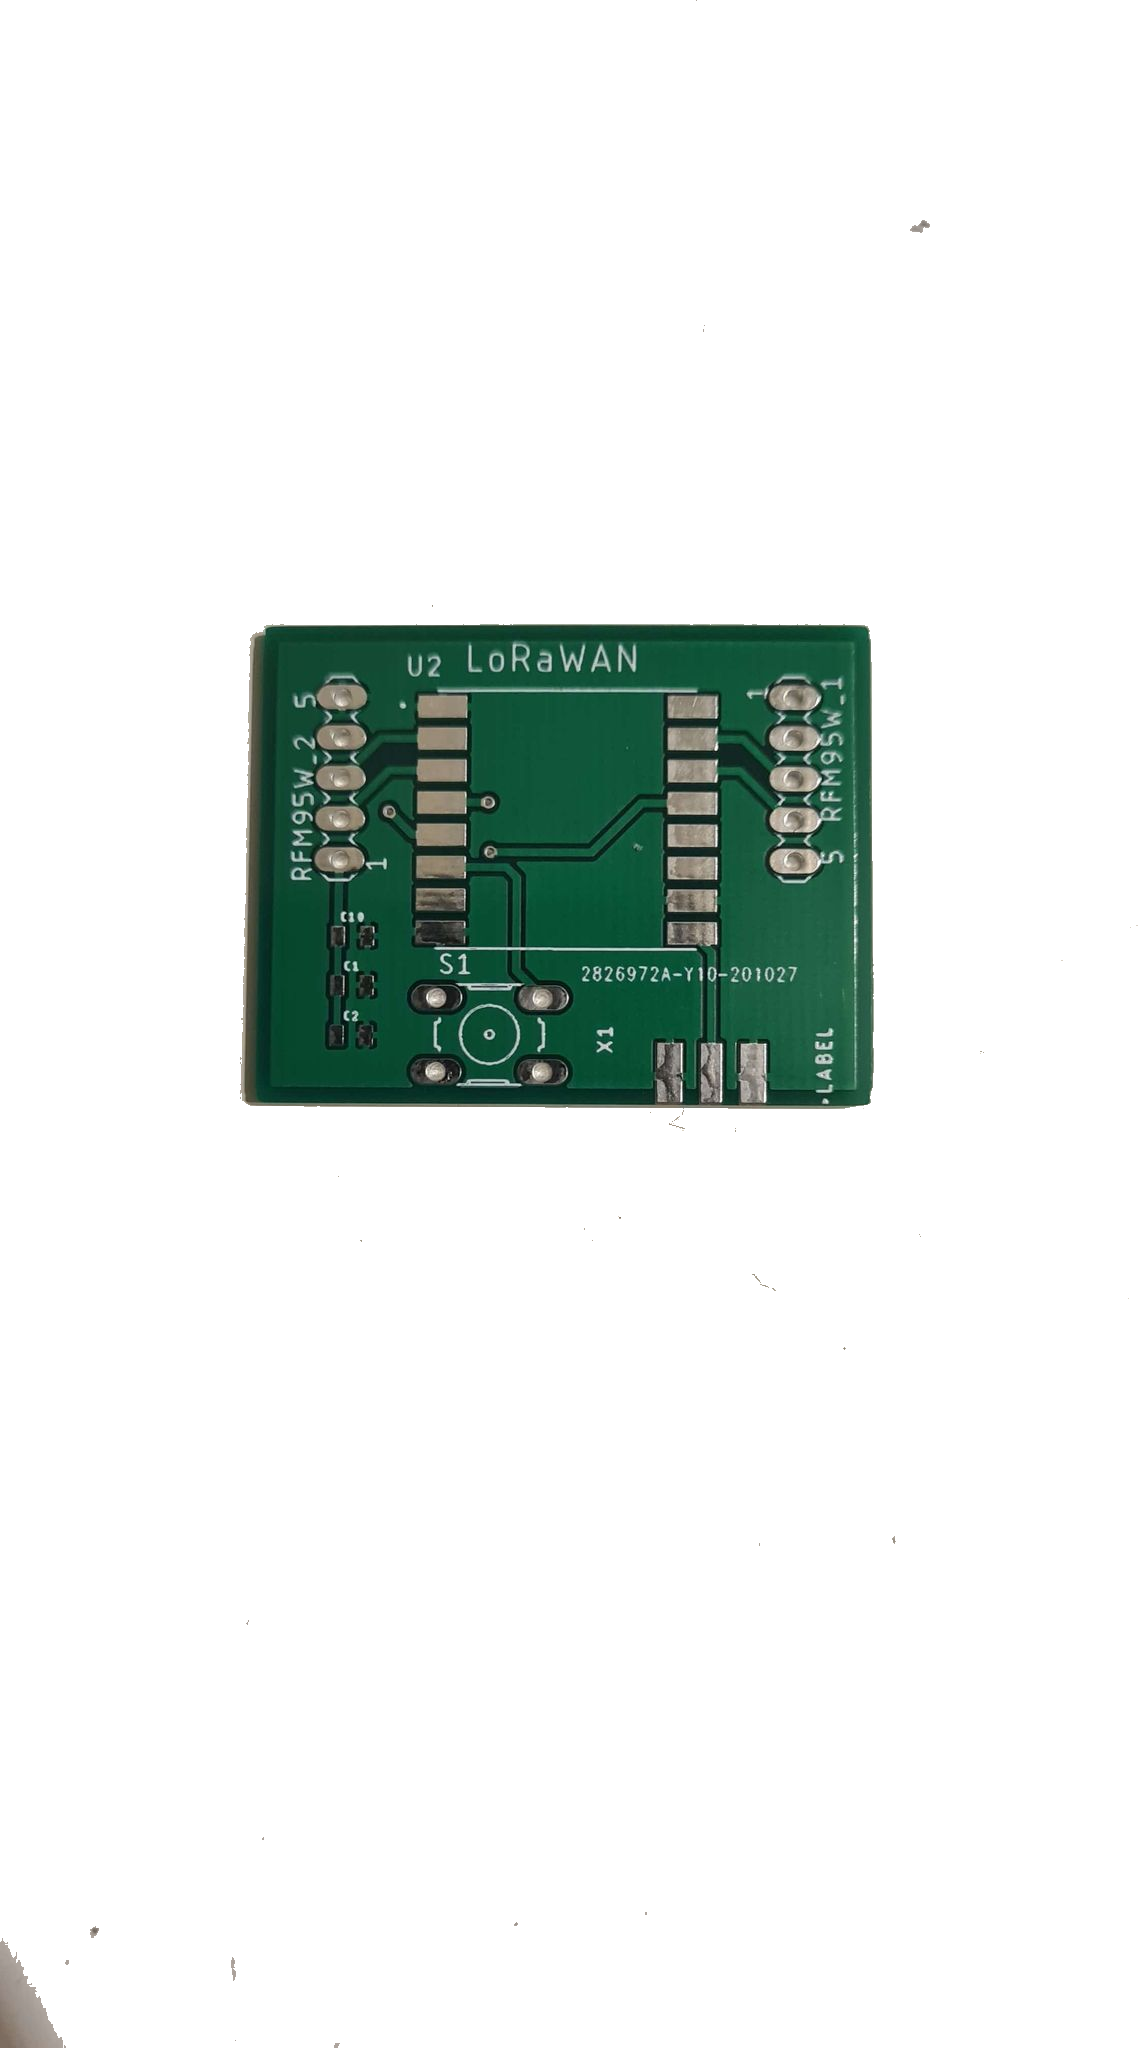 U2 LoRaWAN
5
RFM95W_2
1
1
RFM95W_1
5
C10
C1
C2
S1
2826972A-Y10-201027
X1
>LABEL